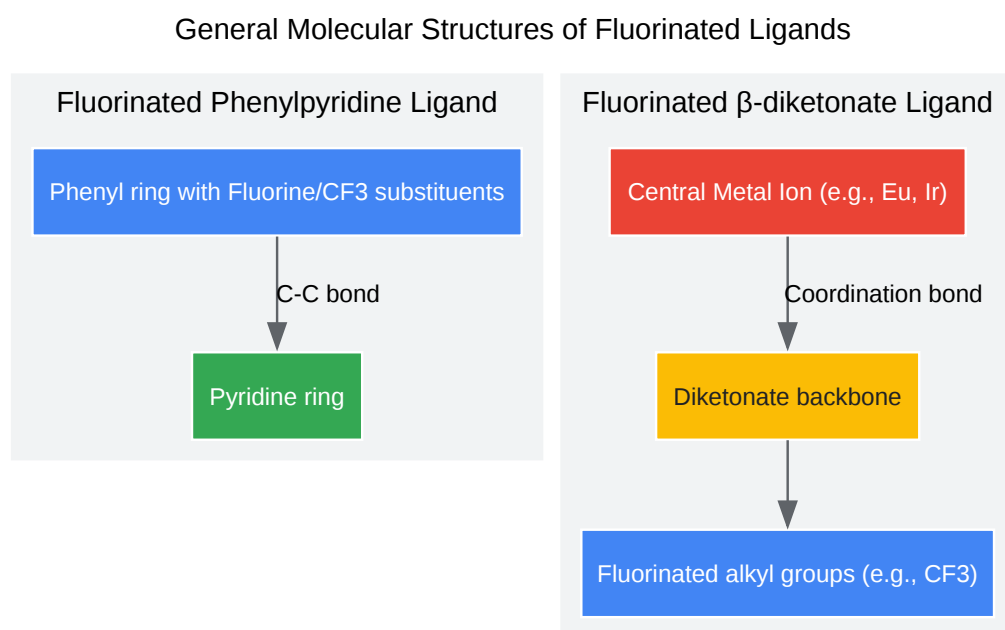 General Molecular Structures of Fluorinated Ligands
Fluorinated Phenylpyridine Ligand
Phenyl ring with Fluorine/CF3 substituents
C-C bond
Pyridine ring
Fluorinated β-diketonate Ligand
Central Metal Ion (e.g., Eu, Ir)
Coordination bond
Diketonate backbone
Fluorinated alkyl groups (e.g., CF3)